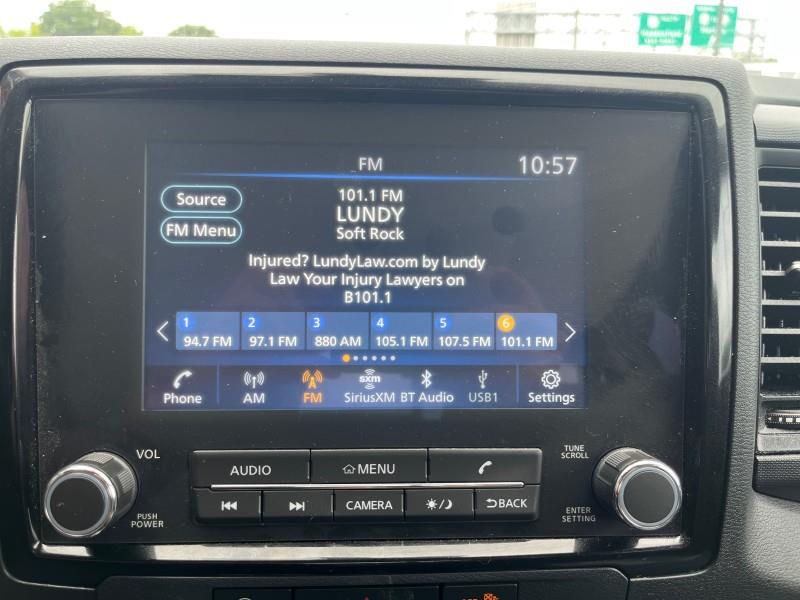 FM
10:57
Source
FM Menu
101.1 FM
LUNDY
Soft Rock
Injured? LundyLaw.com by Lundy
Law Your Injury Lawyers on
B101.1
1 2 3 4 5 6
94.7 FM 97.1 FM 880 AM 105.1 FM 107.5 FM 101.1 FM
sxm
Phone AM FM SiriusXM BT Audio USB1 Settings
VOL
TUNE
SCROLL
AUDIO MENU
CAMERA BACK
PUSH
POWER
ENTER
SETTING